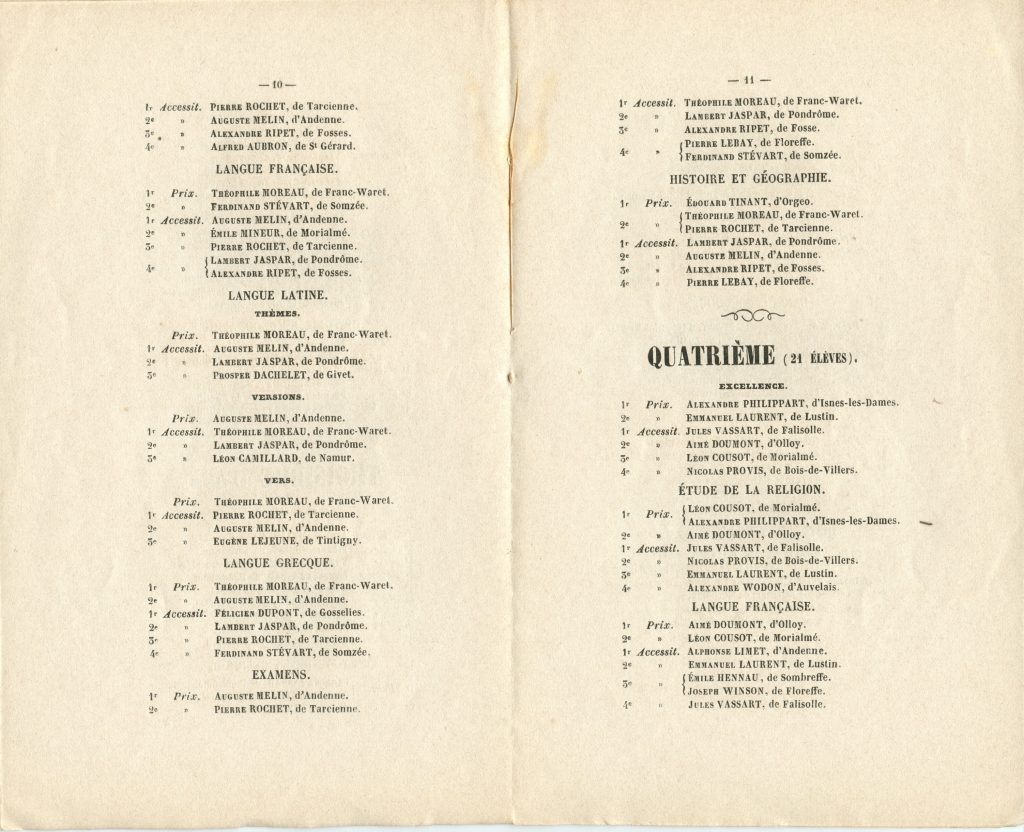 — 10 —
1r Accessit. PIERRE ROCHET, de Tarcienne.
2e » AUGUSTE MELIN, d'Andenne.
3e » ALEXANDRE RIPET, de Fosses.
4e » ALFRED AUBRON, de St Gérard.
LANGUE FRANÇAISE.
1r Prix. THÉOPHILE MOREAU, de Franc-Waret.
2e » FERDINAND STÉVART, de Somzée.
1r Accessit. AUGUSTE MELIN, d'Andenne.
2e » ÉMILE MINEUR, de Morialmé.
3e » PIERRE ROCHET, de Tarcienne.
4e » { LAMBERT JASPAR, de Pondrôme.
ALEXANDRE RIPET, de Fosses.
LANGUE LATINE.
THÈMES.
Prix. THÉOPHILE MOREAU, de Franc-Waret.
1r Accessit. AUGUSTE MELIN, d'Andenne.
2e » LAMBERT JASPAR, de Pondrôme.
3e » PROSPER DACHELET, de Givet.
VERSIONS.
Prix. AUGUSTE MELIN, d'Andenne.
1r Accessit. THÉOPHILE MOREAU, de Franc-Waret.
2e » LAMBERT JASPAR, de Pondrôme.
3e » LÉON CAMILLARD, de Namur.
VERS.
Prix. THÉOPHILE MOREAU, de Franc-Waret.
1r Accessit. PIERRE ROCHET, de Tarcienne.
2e » AUGUSTE MELIN, d'Andenne.
3e » EUGÈNE LEJEUNE, de Tintigny.
LANGUE GRECQUE.
1r Prix. THÉOPHILE MOREAU, de Franc-Waret.
2e » AUGUSTE MELIN, d'Andenne.
1r Accessit. FÉLICIEN DUPONT, de Gosselies.
2e » LAMBERT JASPAR, de Pondrôme.
3e » PIERRE ROCHET, de Tarcienne.
4e » FERDINAND STÉVART, de Somzée.
EXAMENS.
1r Prix. AUGUSTE MELIN, d'Andenne.
2e » PIERRE ROCHET, de Tarcienne.
— 11 —
1r Accessit. THÉOPHILE MOREAU, de Franc-Waret.
2e » LAMBERT JASPAR, de Pondrôme.
3e » ALEXANDRE RIPET, de Fosse.
4e » { PIERRE LEBAY, de Floreffe.
FERDINAND STÉVART, de Somzée.
HISTOIRE ET GÉOGRAPHIE.
1r Prix. ÉDOUARD TINANT, d'Orgeo.
2e » { THÉOPHILE MOREAU, de Franc-Waret.
PIERRE ROCHET, de Tarcienne.
1r Accessit. LAMBERT JASPAR, de Pondrôme.
2e » AUGUSTE MELIN, d'Andenne.
3e » ALEXANDRE RIPET, de Fosses.
4e » PIERRE LEBAY, de Floreffe.
QUATRIÈME (21 ÉLÈVES).
EXCELLENCE.
1r Prix. ALEXANDRE PHILIPPART, d'Isnes-les-Dames.
2e » EMMANUEL LAURENT, de Lustin.
1r Accessit. JULES VASSART, de Falisolle.
2e » AIMÉ DOUMONT, d'Olloy.
3e » LÉON COUSOT, de Morialmé.
4e » NICOLAS PROVIS, de Bois-de-Villers.
ÉTUDE DE LA RELIGION.
1r Prix. { LÉON COUSOT, de Morialmé.
ALEXANDRE PHILIPPART, d'Isnes-les-Dames.
2e » AIMÉ DOUMONT, d'Olloy.
1r Accessit. JULES VASSART, de Falisolle.
2e » NICOLAS PROVIS, de Bois-de-Villers.
3e » EMMANUEL LAURENT, de Lustin.
4e » ALEXANDRE WODON, d'Auvelais.
LANGUE FRANÇAISE.
1r Prix. AIMÉ DOUMONT, d'Olloy.
2e » LÉON COUSOT, de Morialmé.
1r Accessit. ALPHONSE LIMET, d'Andenne.
2e » EMMANUEL LAURENT, de Lustin.
3e » { ÉMILE HENNAU, de Sombreffe.
JOSEPH WINSON, de Floreffe.
4e » JULES VASSART, de Falisolle.